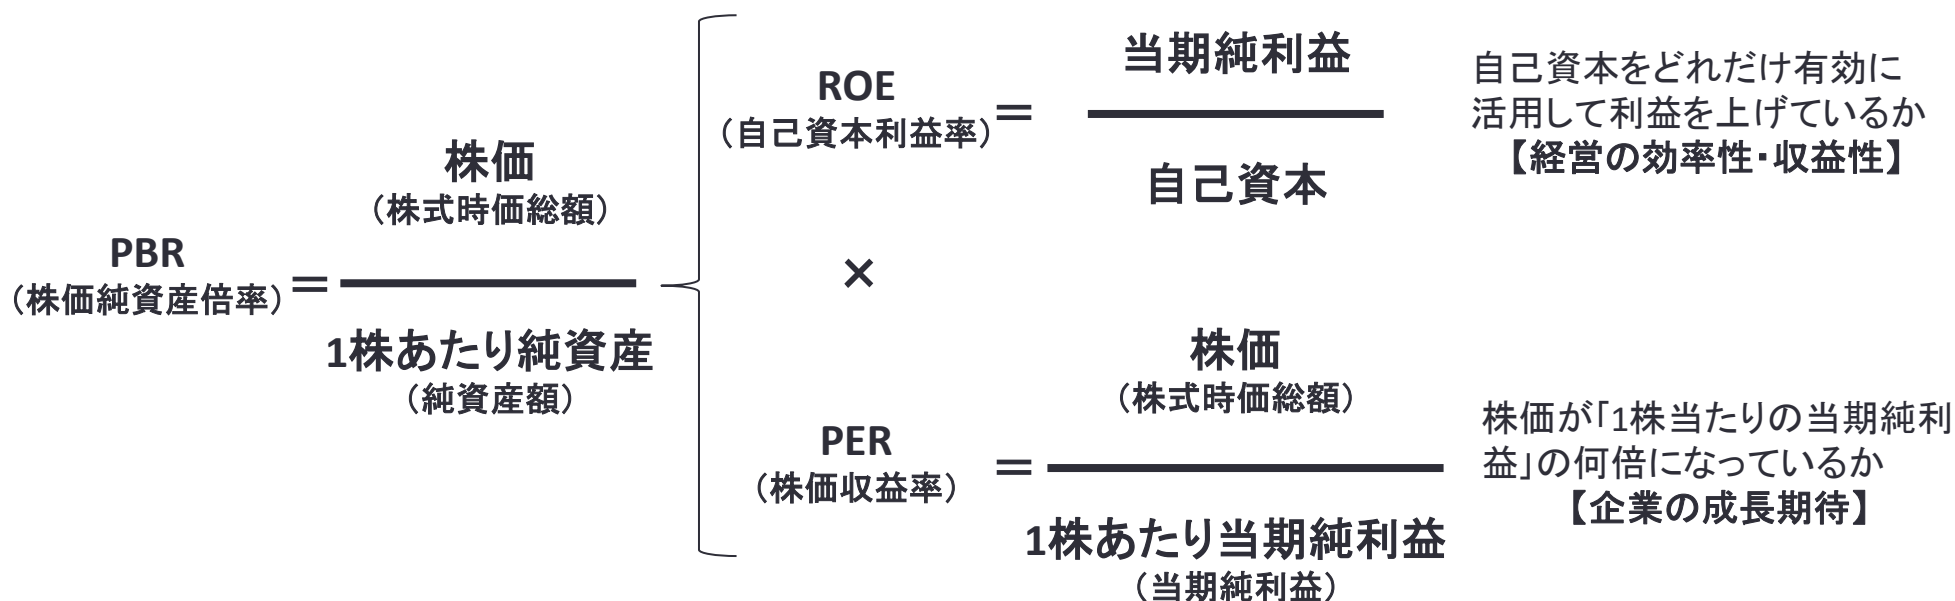 PBR
（株価純資産倍率）
＝
株価
（株式時価総額）
1株あたり純資産
（純資産額）
ROE
（自己資本利益率）
＝
当期純利益
自己資本
自己資本をどれだけ有効に
活用して利益を上げているか
【経営の効率性・収益性】
×
PER
（株価収益率）
＝
株価
（株式時価総額）
1株あたり当期純利益
（当期純利益）
株価が「1株当たりの当期純利
益」の何倍になっているか
【企業の成長期待】